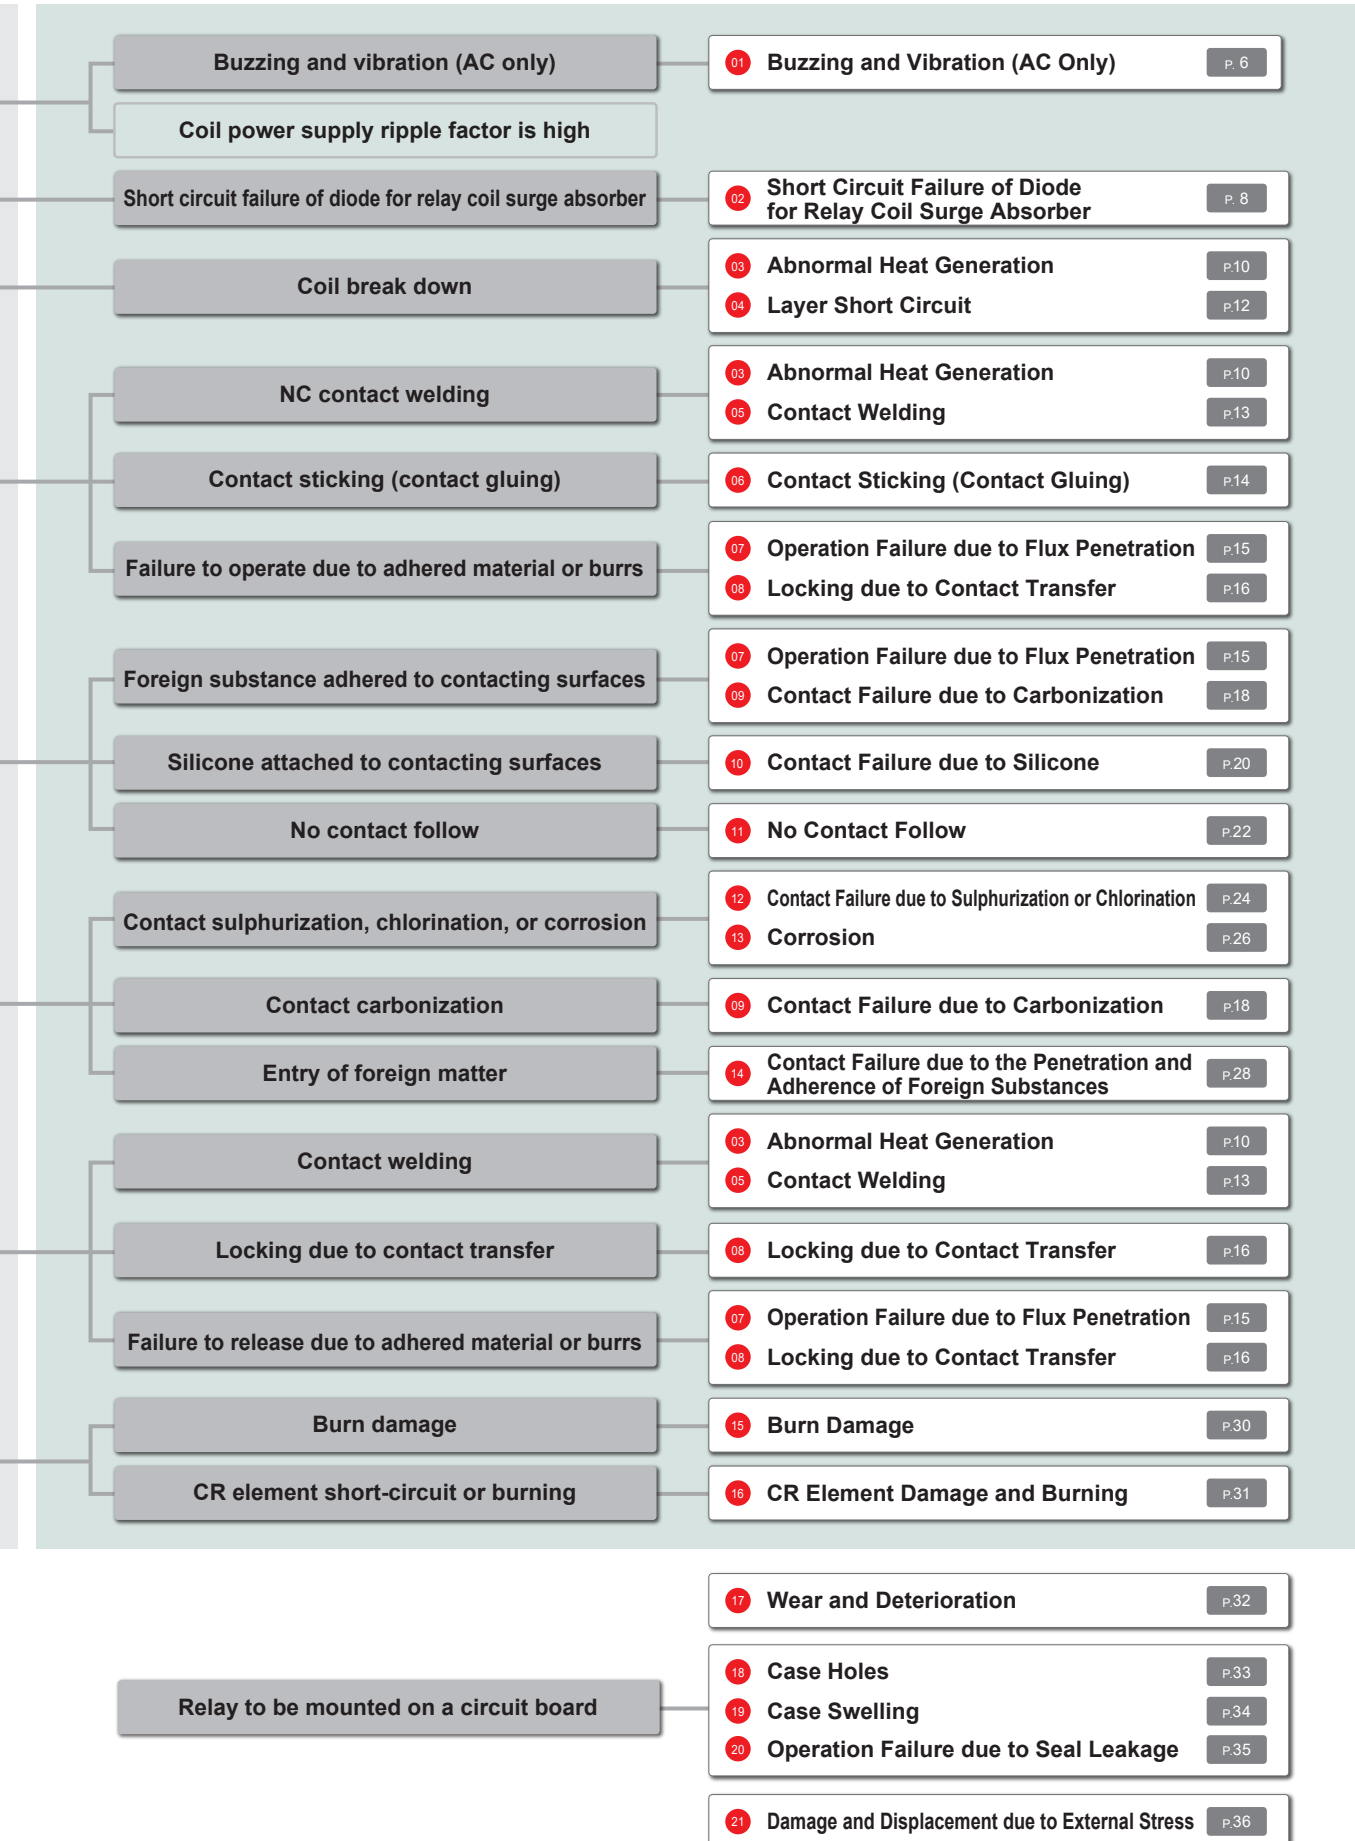 Buzzing and vibration (AC only)
01 Buzzing and Vibration (AC Only) P. 6
Coil power supply ripple factor is high
Short circuit failure of diode for relay coil surge absorber
02 Short Circuit Failure of Diode
for Relay Coil Surge Absorber P. 8
Coil break down
03 Abnormal Heat Generation P.10
04 Layer Short Circuit P.12
NC contact welding
03 Abnormal Heat Generation P.10
05 Contact Welding P.13
Contact sticking (contact gluing)
06 Contact Sticking (Contact Gluing) P.14
Failure to operate due to adhered material or burrs
07 Operation Failure due to Flux Penetration P.15
08 Locking due to Contact Transfer P.16
Foreign substance adhered to contacting surfaces
07 Operation Failure due to Flux Penetration P.15
09 Contact Failure due to Carbonization P.18
Silicone attached to contacting surfaces
10 Contact Failure due to Silicone P.20
No contact follow
11 No Contact Follow P.22
Contact sulphurization, chlorination, or corrosion
12 Contact Failure due to Sulphurization or Chlorination P.24
13 Corrosion P.26
Contact carbonization
09 Contact Failure due to Carbonization P.18
Entry of foreign matter
14 Contact Failure due to the Penetration and
Adherence of Foreign Substances P.28
Contact welding
03 Abnormal Heat Generation P.10
05 Contact Welding P.13
Locking due to contact transfer
08 Locking due to Contact Transfer P.16
Failure to release due to adhered material or burrs
07 Operation Failure due to Flux Penetration P.15
08 Locking due to Contact Transfer P.16
Burn damage
15 Burn Damage P.30
CR element short-circuit or burning
16 CR Element Damage and Burning P.31
17 Wear and Deterioration P.32
Relay to be mounted on a circuit board
18 Case Holes P.33
19 Case Swelling P.34
20 Operation Failure due to Seal Leakage P.35
21 Damage and Displacement due to External Stress P.36